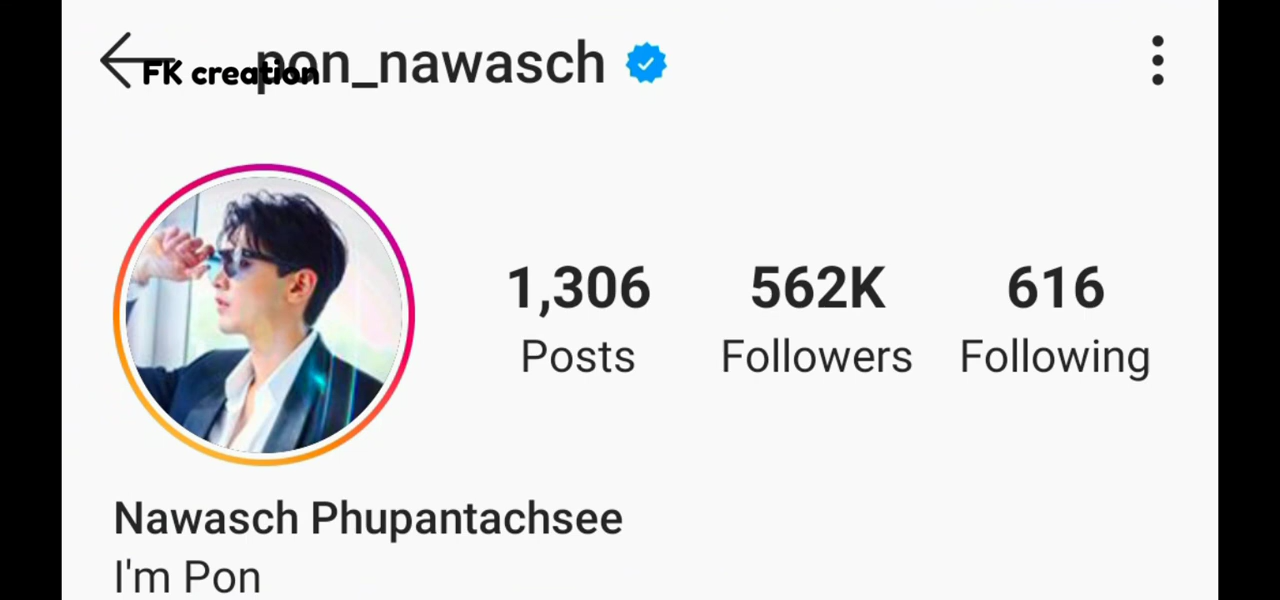 pon_nawasch
FK creation
1,306 562K 616
Posts Followers Following
Nawasch Phupantachsee
I'm Pon